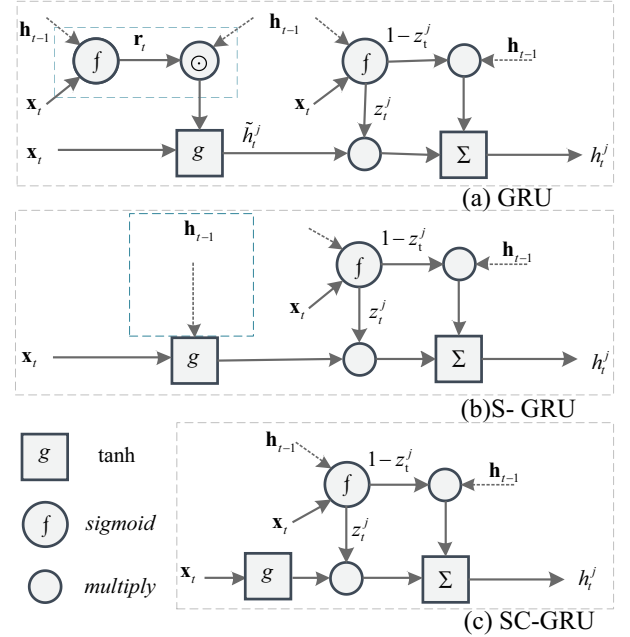 h_{t-1} r_t h_{t-1} 1-z_t^j
f ⊙ f h_{t-1}
x_t x_t z_t^j
x_t g h̃_t^j Σ h_t^j
(a) GRU
h_{t-1} 1-z_t^j
f h_{t-1}
x_t z_t^j
x_t g Σ h_t^j
(b)S- GRU
h_{t-1} 1-z_t^j
g tanh f h_{t-1}
x_t z_t^j
f sigmoid
x_t g Σ h_t^j
multiply
(c) SC-GRU